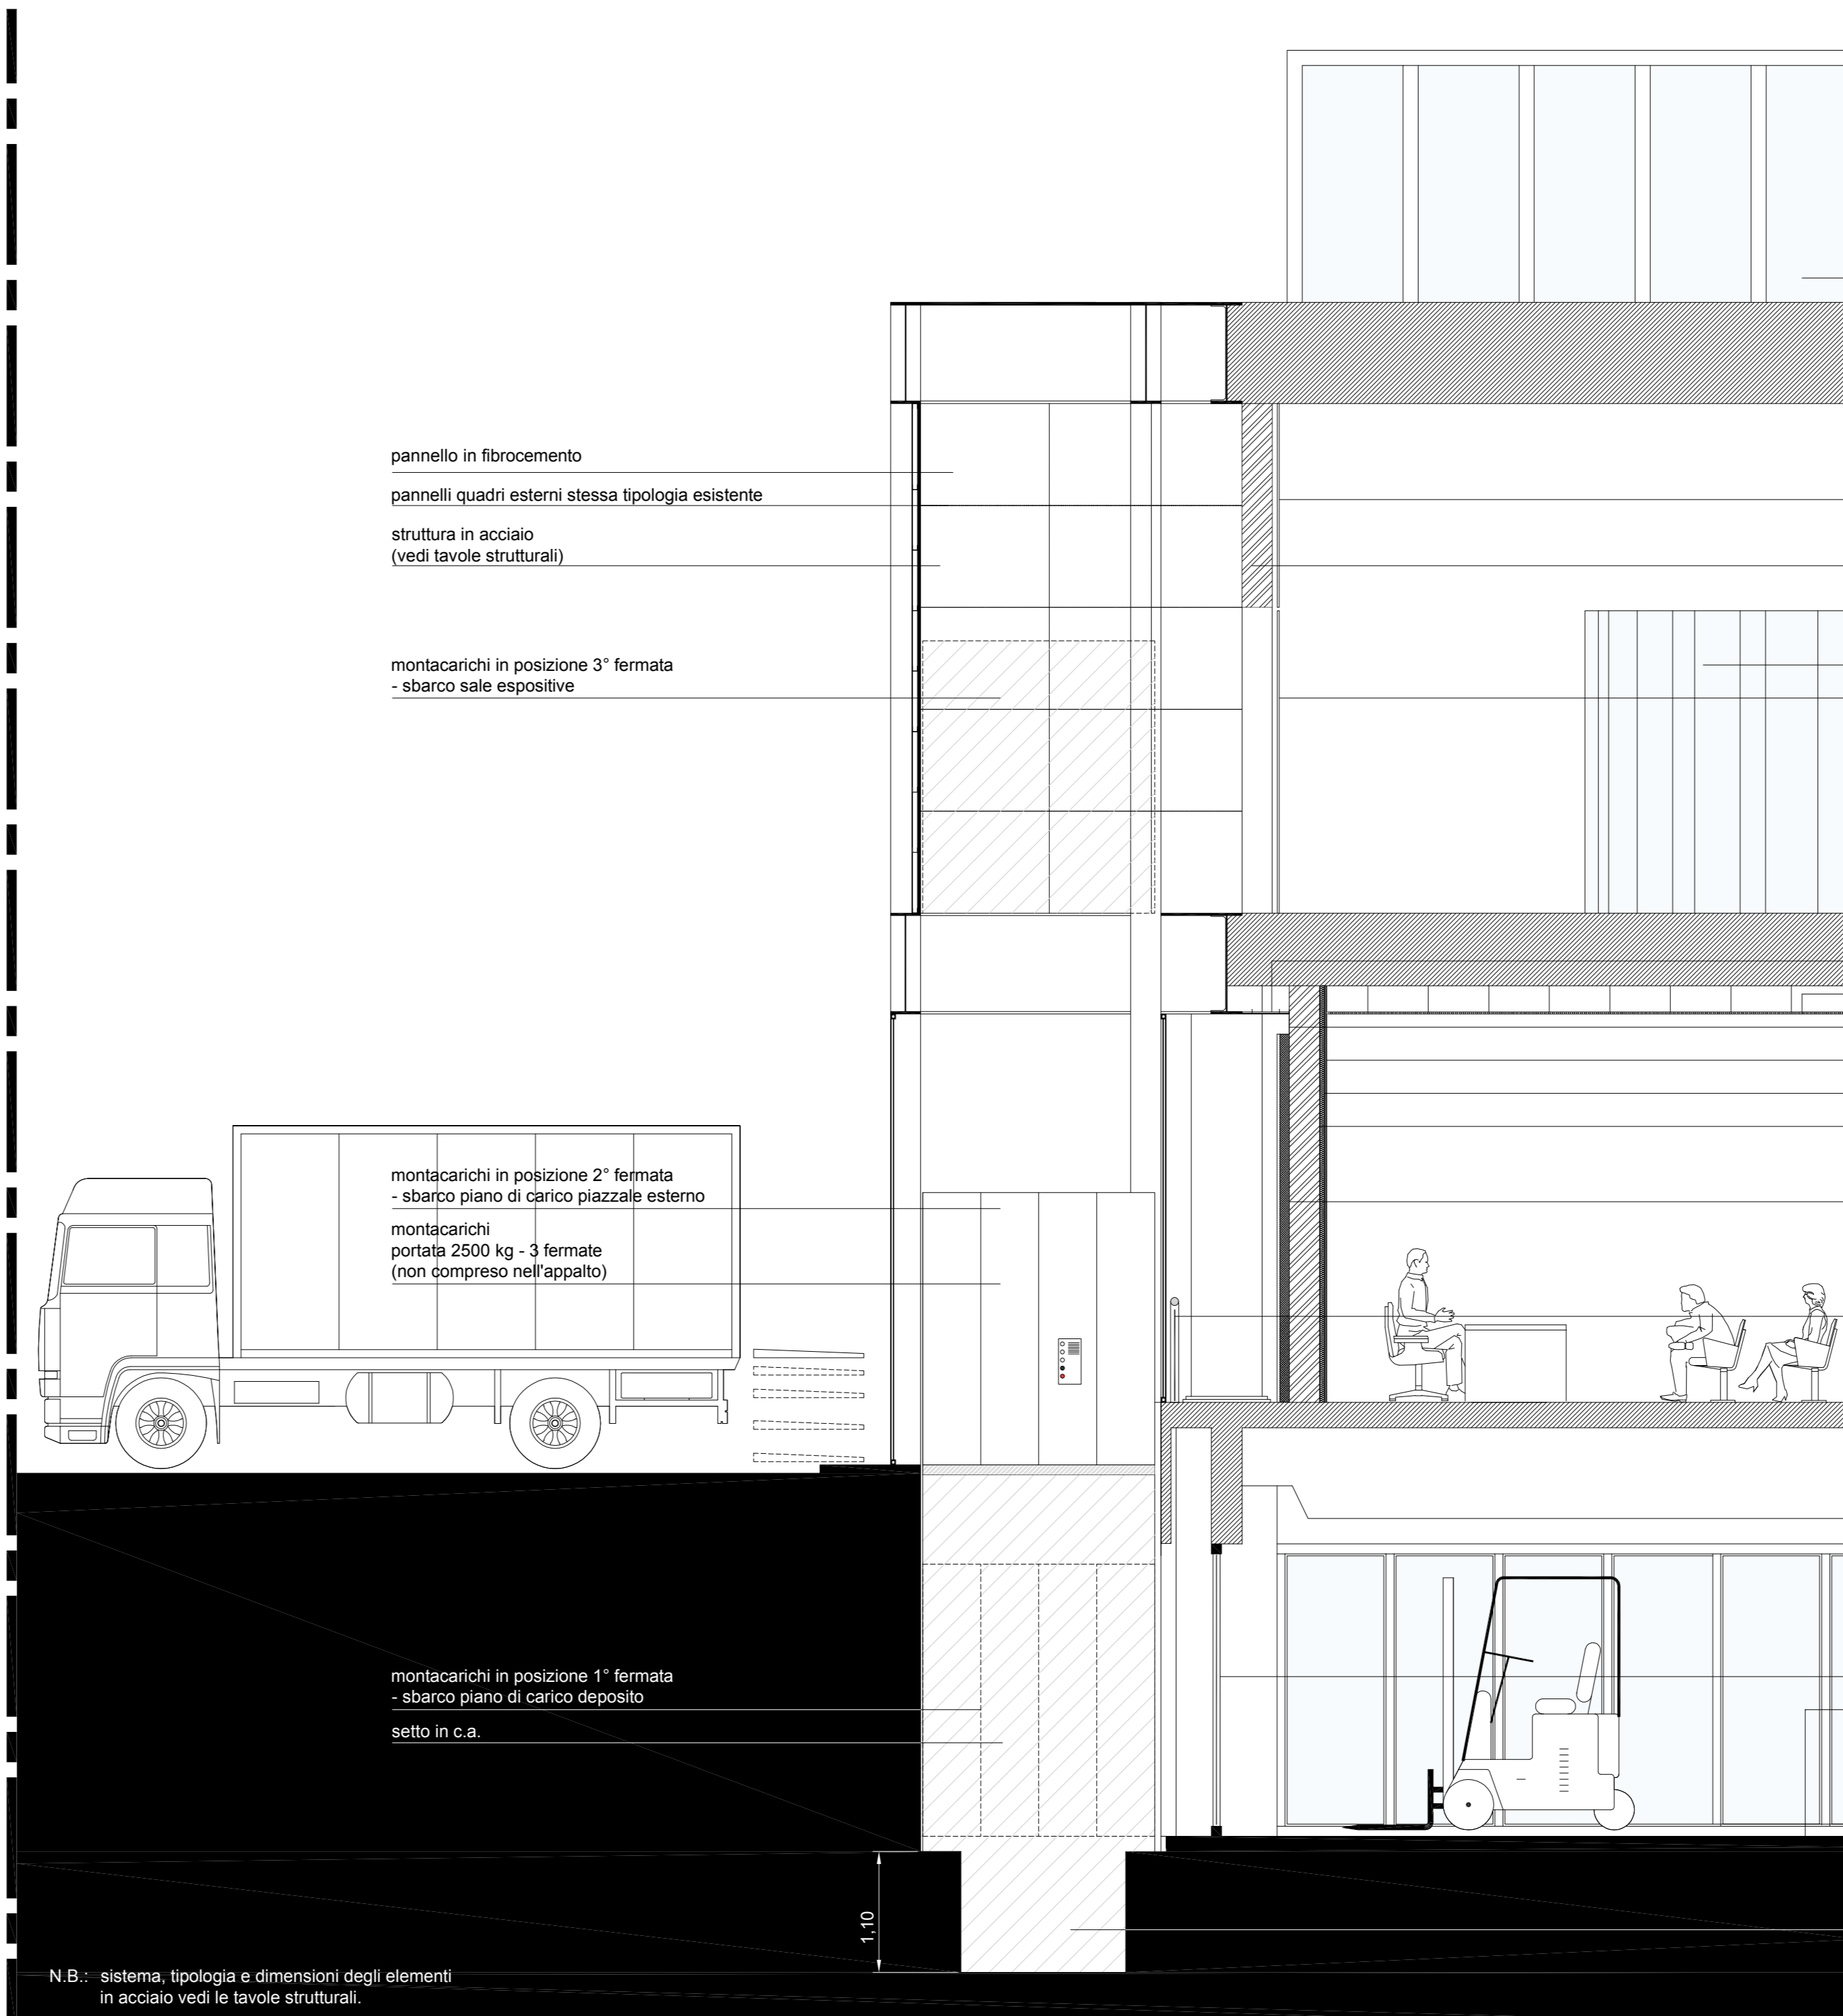 pannello in fibrocemento
pannelli quadri esterni stessa tipologia esistente
struttura in acciaio
(vedi tavole strutturali)
montacarichi in posizione 3° fermata
- sbarco sale espositive
montacarichi in posizione 2° fermata
- sbarco piano di carico piazzale esterno
montacarichi
portata 2500 kg - 3 fermate
(non compreso nell'appalto)
montacarichi in posizione 1° fermata
- sbarco piano di carico deposito
setto in c.a.
1,10
N.B.: sistema, tipologia e dimensioni degli elementi
in acciaio vedi le tavole strutturali.